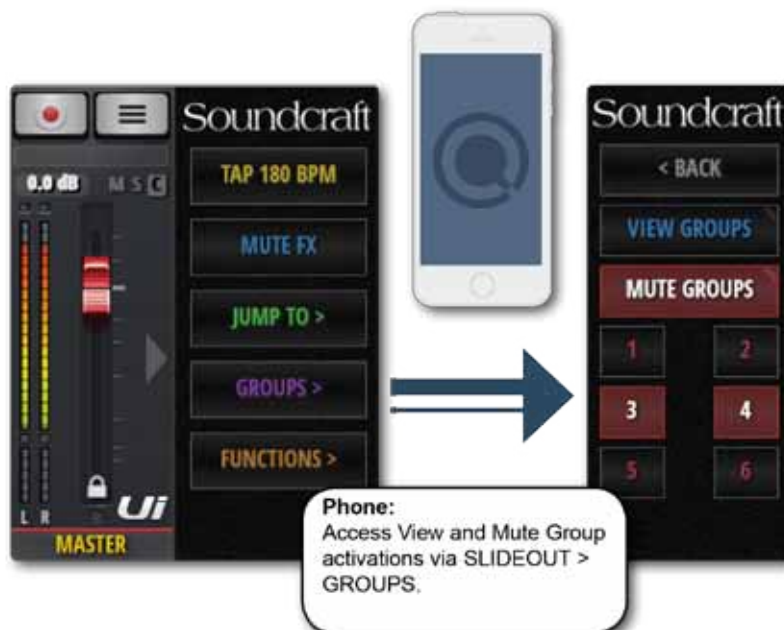 Soundcraft
0.0 dB M S C
TAP 180 BPM
MUTE FX
JUMP TO >
GROUPS >
FUNCTIONS >
L R
Ui
MASTER
Phone:
Access View and Mute Group
activations via SLIDEOUT >
GROUPS.
Soundcraft
< BACK
VIEW GROUPS
MUTE GROUPS
1 2
3 4
5 6